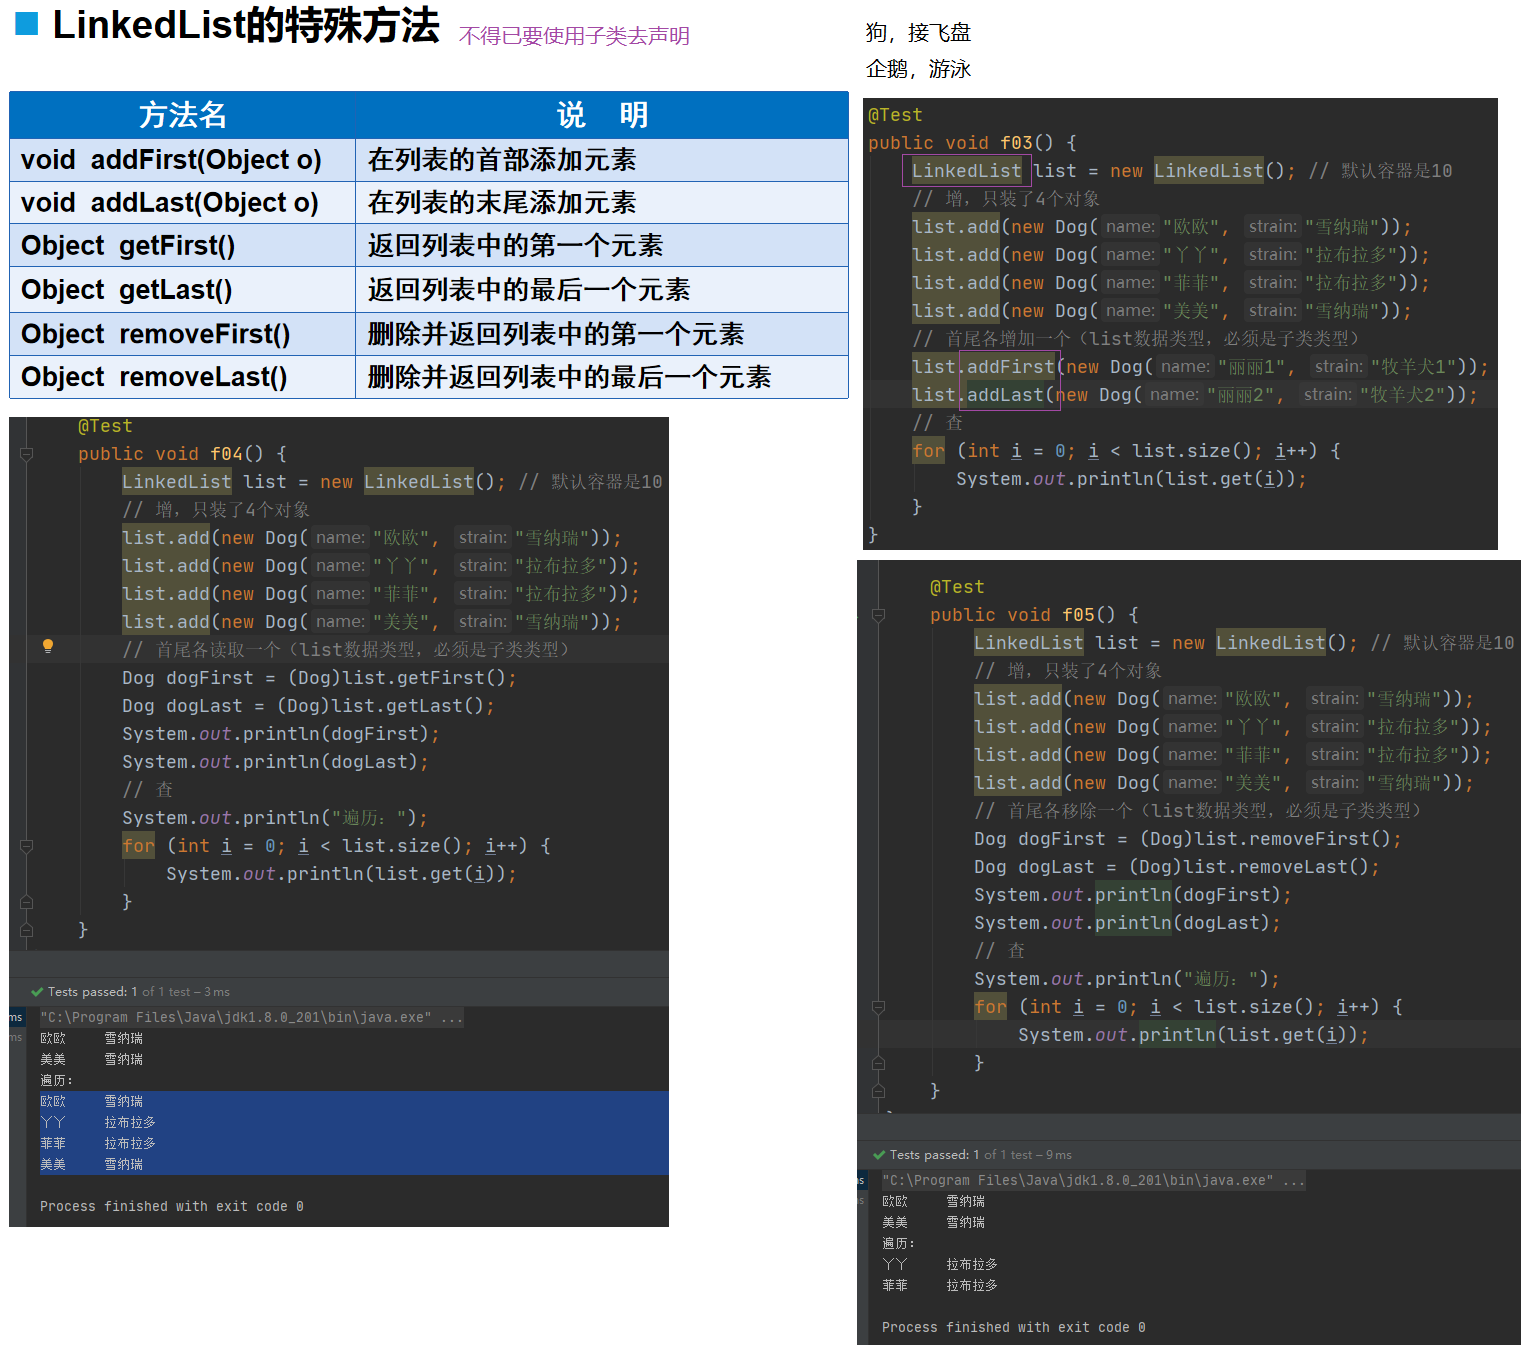 LinkedList的特殊方法 不得已要使用子类去声明
方法名 说 明
void addFirst(Object o) 在列表的首部添加元素
void addLast(Object o) 在列表的末尾添加元素
Object getFirst() 返回列表中的第一个元素
Object getLast() 返回列表中的最后一个元素
Object removeFirst() 删除并返回列表中的第一个元素
Object removeLast() 删除并返回列表中的最后一个元素
@Test
public void f04() {
LinkedList list = new LinkedList(); // 默认容器是10
// 增，只装了4个对象
list.add(new Dog( name: "欧欧", strain: "雪纳瑞"));
list.add(new Dog( name: "丫丫", strain: "拉布拉多"));
list.add(new Dog( name: "菲菲", strain: "拉布拉多"));
list.add(new Dog( name: "美美", strain: "雪纳瑞"));
// 首尾各读取一个（list数据类型，必须是子类类型）
Dog dogFirst = (Dog)list.getFirst();
Dog dogLast = (Dog)list.getLast();
System.out.println(dogFirst);
System.out.println(dogLast);
// 查
System.out.println("遍历：");
for (int i = 0; i < list.size(); i++) {
System.out.println(list.get(i));
}
}
Tests passed: 1 of 1 test – 3 ms
ms "C:\Program Files\Java\jdk1.8.0_201\bin\java.exe" ...
ms 欧欧 雪纳瑞
美美 雪纳瑞
遍历：
欧欧 雪纳瑞
丫丫 拉布拉多
菲菲 拉布拉多
美美 雪纳瑞
Process finished with exit code 0
狗，接飞盘
企鹅，游泳
@Test
public void f03() {
LinkedList list = new LinkedList(); // 默认容器是10
// 增，只装了4个对象
list.add(new Dog( name: "欧欧", strain: "雪纳瑞"));
list.add(new Dog( name: "丫丫", strain: "拉布拉多"));
list.add(new Dog( name: "菲菲", strain: "拉布拉多"));
list.add(new Dog( name: "美美", strain: "雪纳瑞"));
// 首尾各增加一个（list数据类型，必须是子类类型）
list.addFirst(new Dog( name: "丽丽1", strain: "牧羊犬1"));
list.addLast(new Dog( name: "丽丽2", strain: "牧羊犬2"));
// 查
for (int i = 0; i < list.size(); i++) {
System.out.println(list.get(i));
}
}
@Test
public void f05() {
LinkedList list = new LinkedList(); // 默认容器是10
// 增，只装了4个对象
list.add(new Dog( name: "欧欧", strain: "雪纳瑞"));
list.add(new Dog( name: "丫丫", strain: "拉布拉多"));
list.add(new Dog( name: "菲菲", strain: "拉布拉多"));
list.add(new Dog( name: "美美", strain: "雪纳瑞"));
// 首尾各移除一个（list数据类型，必须是子类类型）
Dog dogFirst = (Dog)list.removeFirst();
Dog dogLast = (Dog)list.removeLast();
System.out.println(dogFirst);
System.out.println(dogLast);
// 查
System.out.println("遍历：");
for (int i = 0; i < list.size(); i++) {
System.out.println(list.get(i));
}
}
Tests passed: 1 of 1 test – 9 ms
"C:\Program Files\Java\jdk1.8.0_201\bin\java.exe" ...
欧欧 雪纳瑞
美美 雪纳瑞
遍历：
丫丫 拉布拉多
菲菲 拉布拉多
Process finished with exit code 0